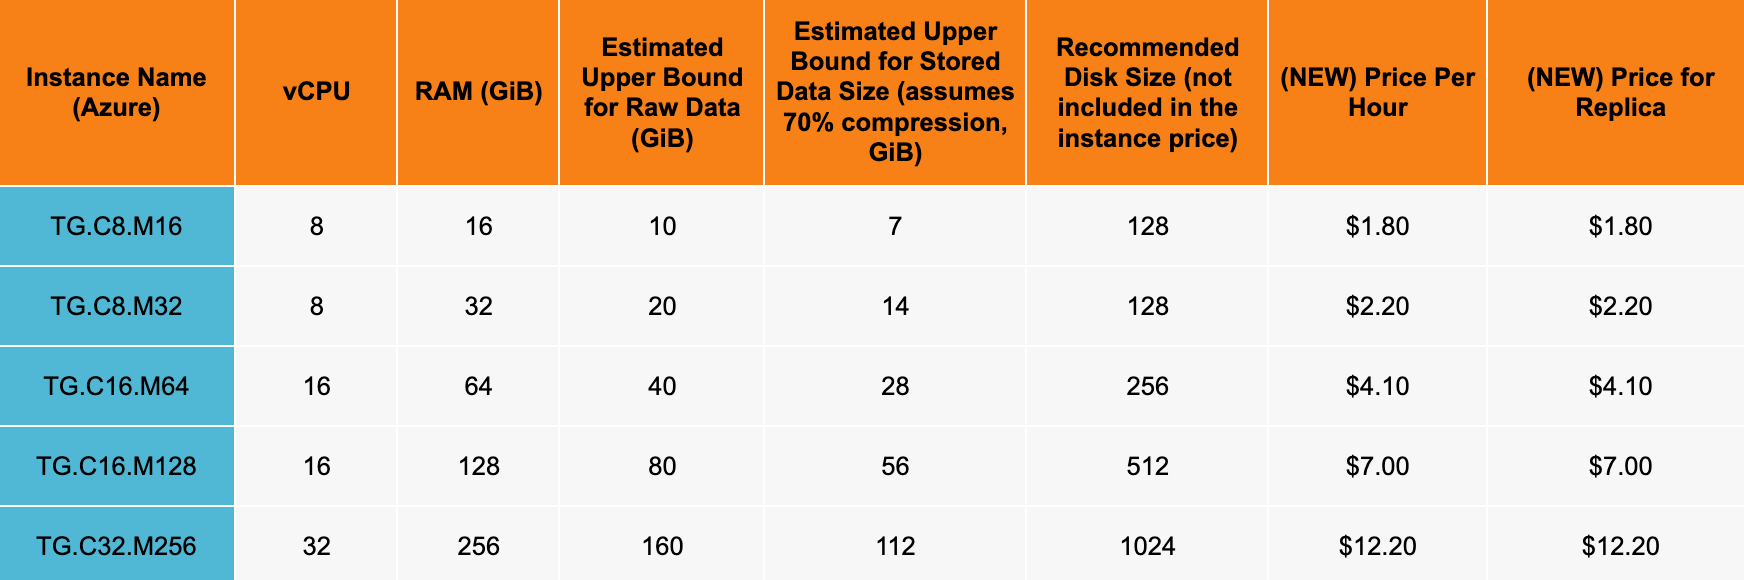 Instance Name
(Azure)
vCPU
RAM (GiB)
Estimated
Upper Bound
for Raw Data
(GiB)
Estimated Upper
Bound for Stored
Data Size (assumes
70% compression,
GiB)
Recommended
Disk Size (not
included in the
instance price)
(NEW) Price Per
Hour
(NEW) Price for
Replica
TG.C8.M16 8 16 10 7 128 $1.80 $1.80
TG.C8.M32 8 32 20 14 128 $2.20 $2.20
TG.C16.M64 16 64 40 28 256 $4.10 $4.10
TG.C16.M128 16 128 80 56 512 $7.00 $7.00
TG.C32.M256 32 256 160 112 1024 $12.20 $12.20